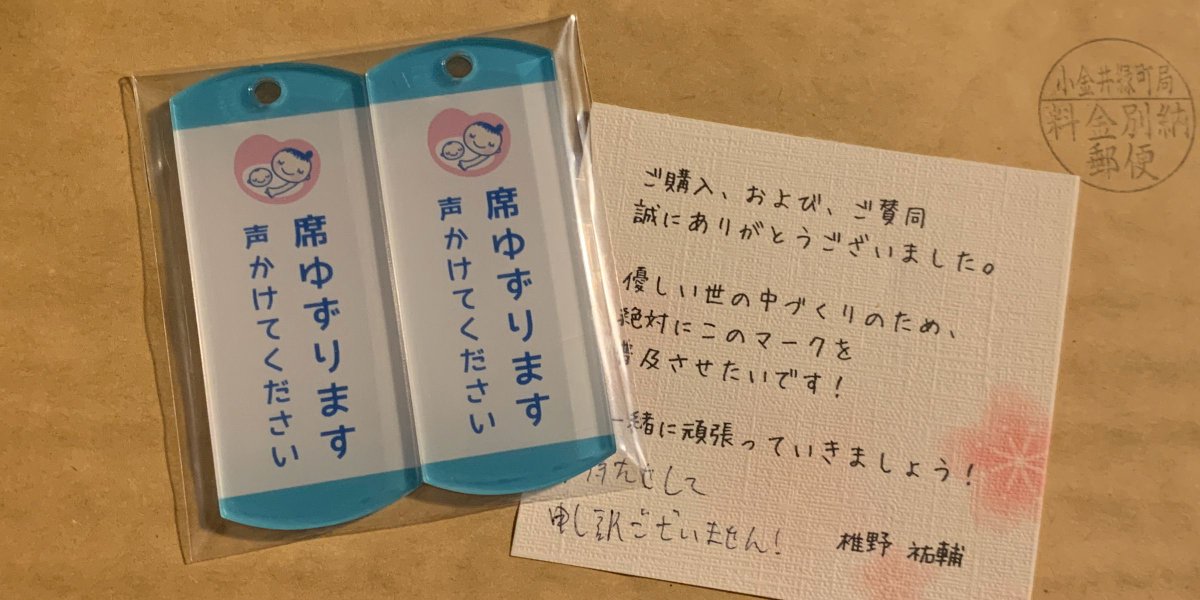 席ゆずります
声かけてください
席ゆずります
声かけてください
小金井緑町局
料金別納
郵便
ご購入、および、ご賛同
誠にありがとうございました。
優しい世の中づくりのため、
絶対にこのマークを
普及させたいです!
一緒に頑張っていきましょう!
待たせして
申し訳ございません!
椎野 祐輔